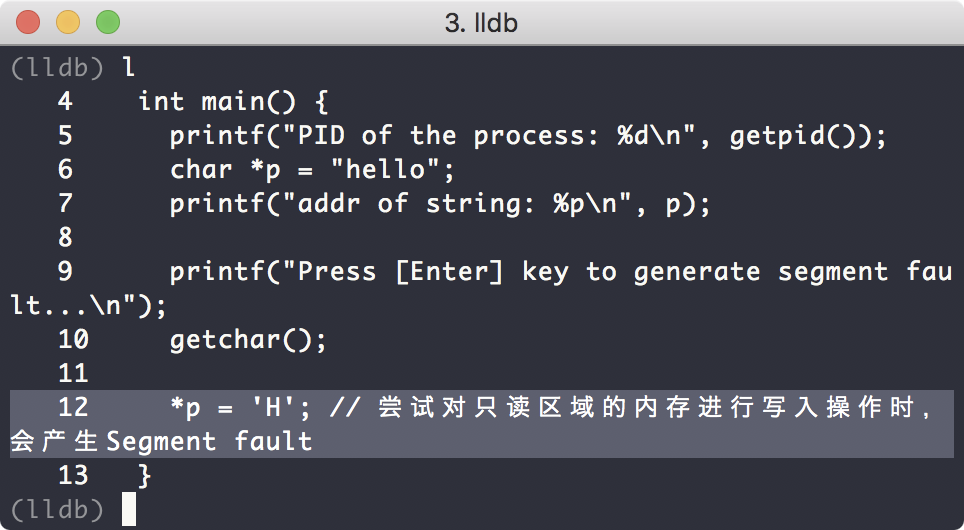 3. lldb
(lldb) l
   4    int main() {
   5      printf("PID of the process: %d\n", getpid());
   6      char *p = "hello";
   7      printf("addr of string: %p\n", p);
   8
   9      printf("Press [Enter] key to generate segment fau
lt...\n");
   10     getchar();
   11
   12     *p = 'H'; // 尝试对只读区域的内存进行写入操作时，
会产生Segment fault
   13   }
(lldb)